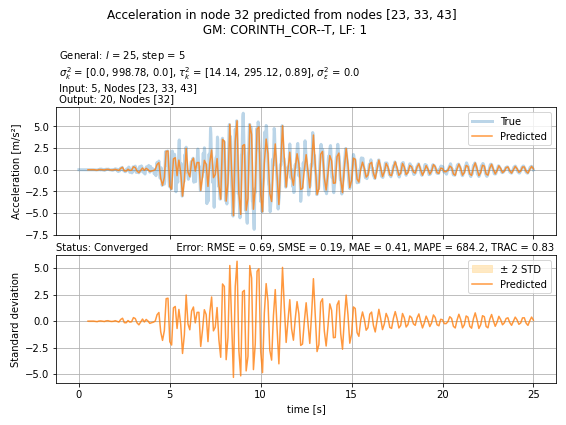 Acceleration in node 32 predicted from nodes [23, 33, 43]
GM: CORINTH_COR--T, LF: 1
General: l = 25, step = 5
σ²ₖ = [0.0, 998.78, 0.0], τ²ₖ = [14.14, 295.12, 0.89], σ²ε = 0.0
Input: 5, Nodes [23, 33, 43]
Output: 20, Nodes [32]
Acceleration [m/s²]
5.0
2.5
0.0
−2.5
−5.0
−7.5
True
Predicted
Status: Converged Error: RMSE = 0.69, SMSE = 0.19, MAE = 0.41, MAPE = 684.2, TRAC = 0.83
Standard deviation
5.0
2.5
0.0
−2.5
−5.0
± 2 STD
Predicted
0 5 10 15 20 25
time [s]